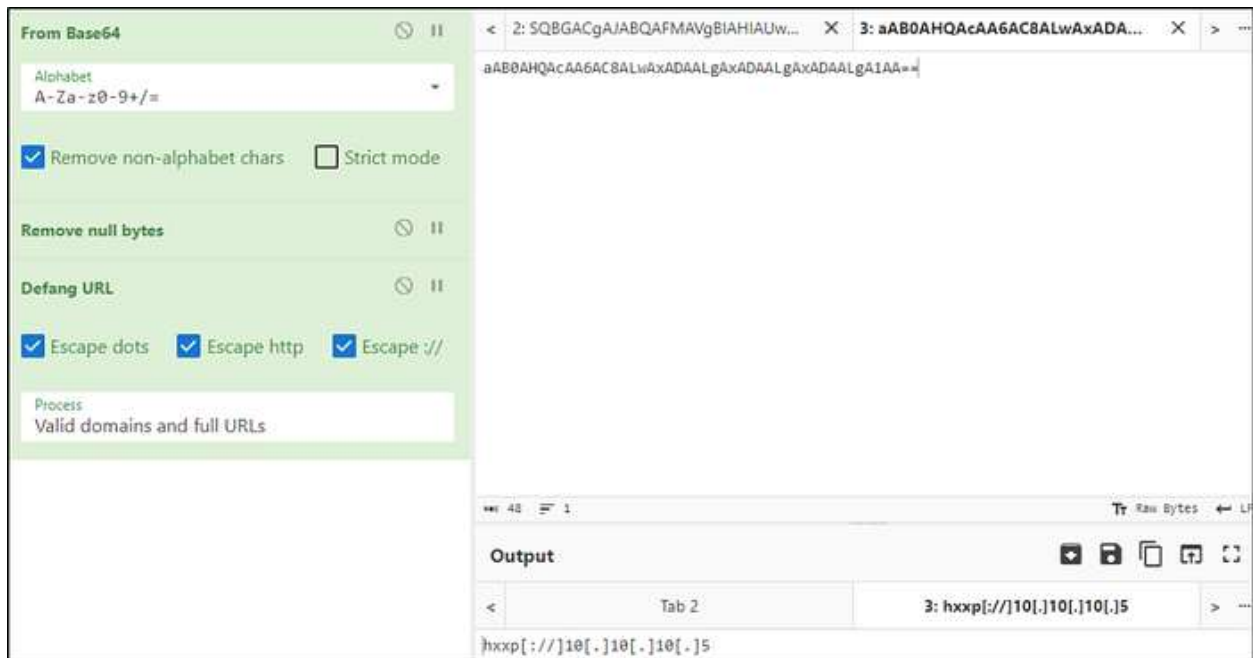 From Base64
Alphabet
A-Za-z0-9+/=
Remove non-alphabet chars
Strict mode
Remove null bytes
Defang URL
Escape dots
Escape http
Escape ://
Process
Valid domains and full URLs
< 2: SQBGACgAJABQAFMAVgBlAHIAUw... × 3: aAB0AHQAcAA6AC8ALwAxADA... × > ...
aAB0AHQAcAA6AC8ALwAxADAALgAxADAALgAxADAALgA1AA==
48 1 Raw Bytes LF
Output
< Tab 2 3: hxxp[://]10[.]10[.]10[.]5 > ...
hxxp[://]10[.]10[.]10[.]5